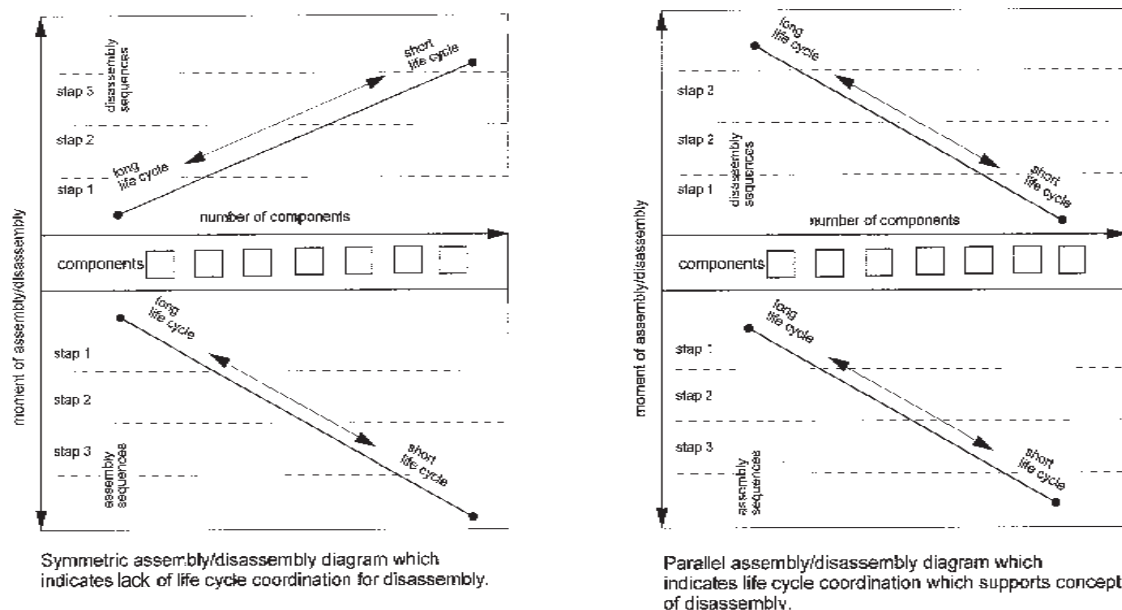 short
life cycle
disassembly
sequences
stap 3
stap 2
long
life cycle
stap 1
number of components
components
moment of assembly/disassembly
long
life cycle
stap 1
stap 2
stap 3
short
life cycle
assembly
sequences
Symmetric assembly/disassembly diagram which
indicates lack of life cycle coordination for disassembly.
long
life cycle
stap 2
stap 2
disassembly
sequences
stap 1
short
life cycle
number of components
components
moment of assembly/disassembly
long
life cycle
stap 1
stap 2
stap 3
short
life cycle
assembly
sequences
Parallel assembly/disassembly diagram which
indicates life cycle coordination which supports concept
of disassembly.